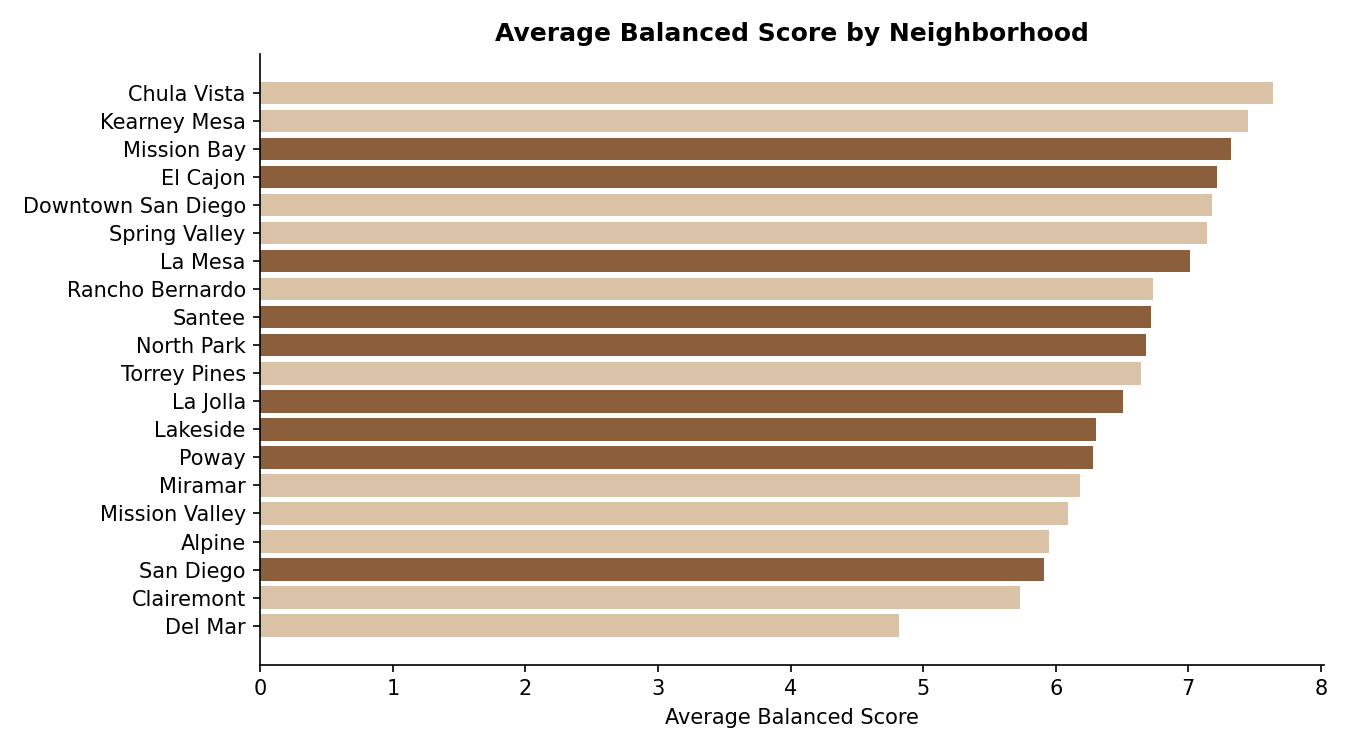 Average Balanced Score by Neighborhood
Chula Vista
Kearney Mesa
Mission Bay
El Cajon
Downtown San Diego
Spring Valley
La Mesa
Rancho Bernardo
Santee
North Park
Torrey Pines
La Jolla
Lakeside
Poway
Miramar
Mission Valley
Alpine
San Diego
Clairemont
Del Mar
0 1 2 3 4 5 6 7 8
Average Balanced Score